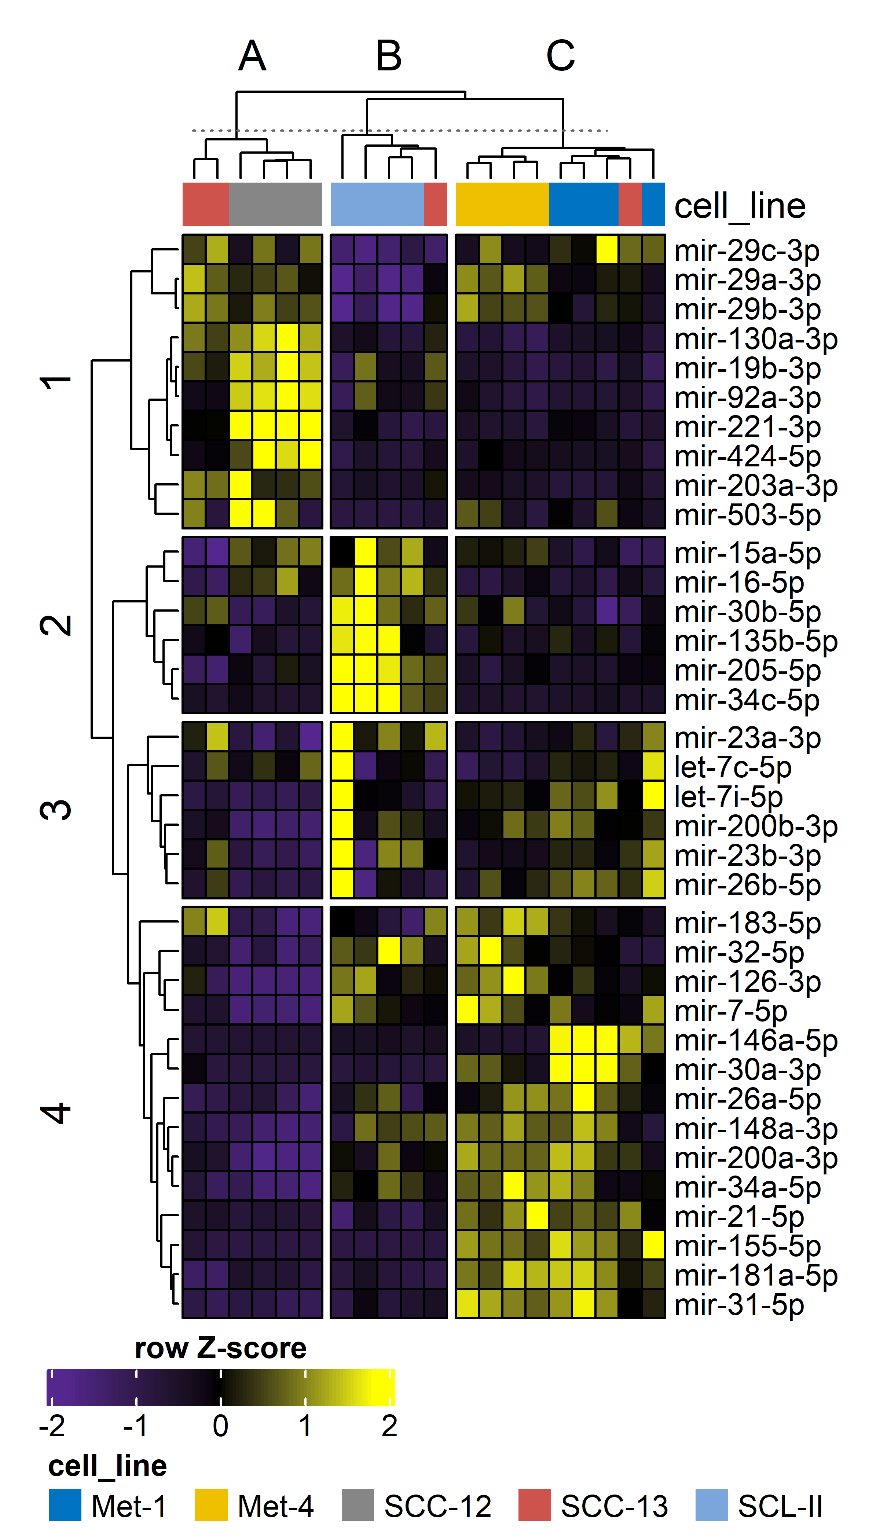 A B C
cell_line
mir-29c-3p
mir-29a-3p
mir-29b-3p
mir-130a-3p
mir-19b-3p
mir-92a-3p
mir-221-3p
mir-424-5p
mir-203a-3p
mir-503-5p
1
mir-15a-5p
mir-16-5p
mir-30b-5p
mir-135b-5p
mir-205-5p
mir-34c-5p
2
mir-23a-3p
let-7c-5p
let-7i-5p
mir-200b-3p
mir-23b-3p
mir-26b-5p
3
mir-183-5p
mir-32-5p
mir-126-3p
mir-7-5p
mir-146a-5p
mir-30a-3p
mir-26a-5p
mir-148a-3p
mir-200a-3p
mir-34a-5p
mir-21-5p
mir-155-5p
mir-181a-5p
mir-31-5p
4
row Z-score
-2 -1 0 1 2
cell_line
Met-1 Met-4 SCC-12 SCC-13 SCL-II